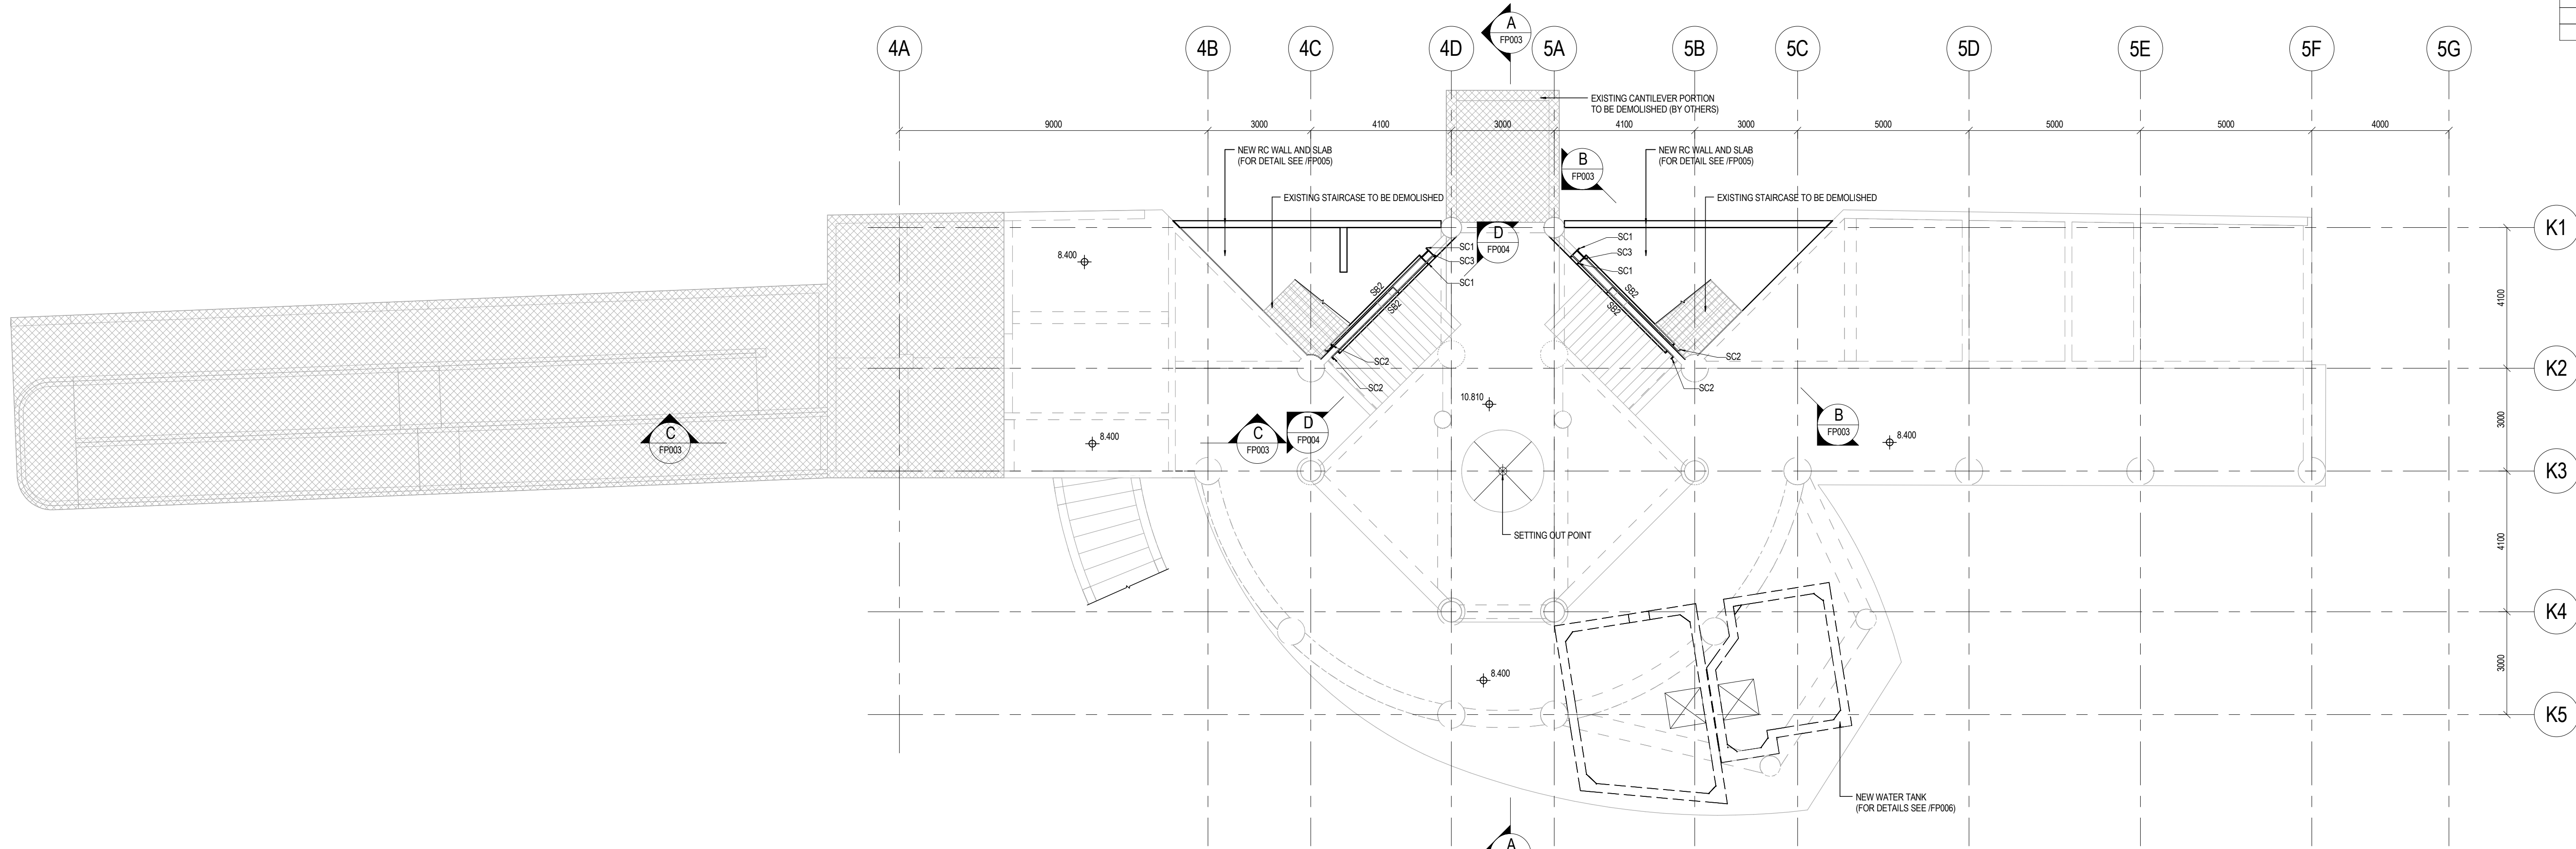 A
FP003
4A
4B
4C
4D
5A
5B
5C
5D
5E
5F
5G
EXISTING CANTILEVER PORTION
TO BE DEMOLISHED (BY OTHERS)
9000
3000
4100
3000
4100
3000
5000
5000
5000
4000
NEW RC WALL AND SLAB
(FOR DETAIL SEE /FP005)
B
FP003
NEW RC WALL AND SLAB
(FOR DETAIL SEE /FP005)
EXISTING STAIRCASE TO BE DEMOLISHED
EXISTING STAIRCASE TO BE DEMOLISHED
K1
D
FP004
SC1
SC3
SC1
SC1
SC3
SC1
8.400
SB2
SB2
SB2
SB2
4100
SC2
SC2
SC2
SC2
K2
10.810
3000
C
FP003
8.400
C
FP003
D
FP004
B
FP003
8.400
K3
SETTING OUT POINT
4100
K4
8.400
3000
K5
NEW WATER TANK
(FOR DETAILS SEE /FP006)
A